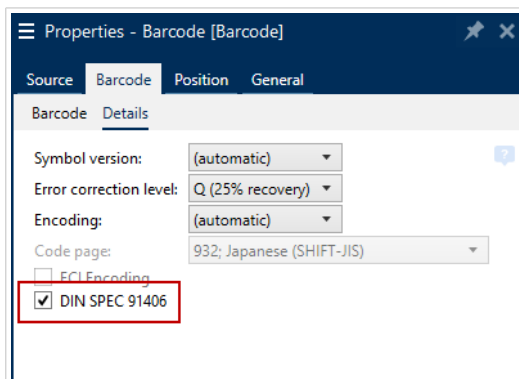 Properties - Barcode [Barcode]
Source Barcode Position General
Barcode Details
Symbol version: (automatic)
Error correction level: Q (25% recovery)
Encoding: (automatic)
Code page: 932; Japanese (SHIFT-JIS)
ECI Encoding
DIN SPEC 91406